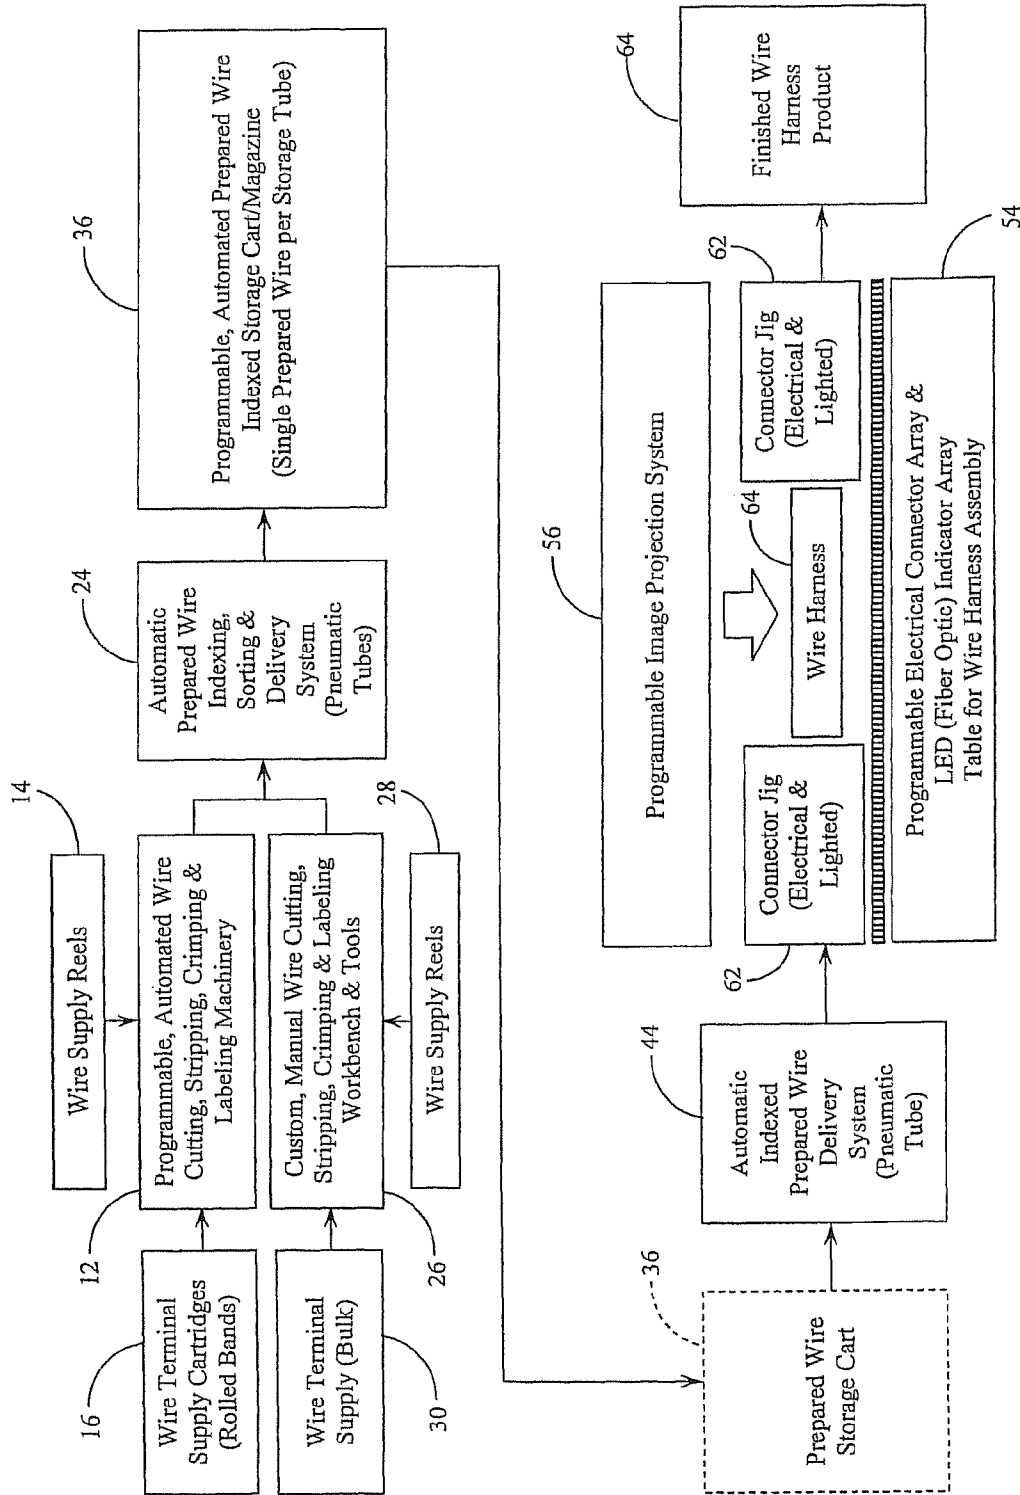 14
Wire Supply Reels
16
Wire Terminal
Supply Cartridges
(Rolled Bands)
12
Programmable, Automated Wire
Cutting, Stripping, Crimping &
Labeling Machinery
Wire Terminal
Supply (Bulk)
30
Custom, Manual Wire Cutting,
Stripping, Crimping & Labeling
Workbench & Tools
26
Wire Supply Reels
28
24
Automatic
Prepared Wire
Indexing,
Sorting &
Delivery
System
(Pneumatic
Tubes)
36
Programmable, Automated Prepared Wire
Indexed Storage Cart/Magazine
(Single Prepared Wire per Storage Tube)
36
Prepared Wire
Storage Cart
44
Automatic
Indexed
Prepared Wire
Delivery
System
(Pneumatic
Tube)
56
Programmable Image Projection System
62
Connector Jig
(Electrical &
Lighted)
64
Wire Harness
62
Connector Jig
(Electrical &
Lighted)
Programmable Electrical Connector Array &
LED (Fiber Optic) Indicator Array
Table for Wire Harness Assembly
54
64
Finished Wire
Harness
Product